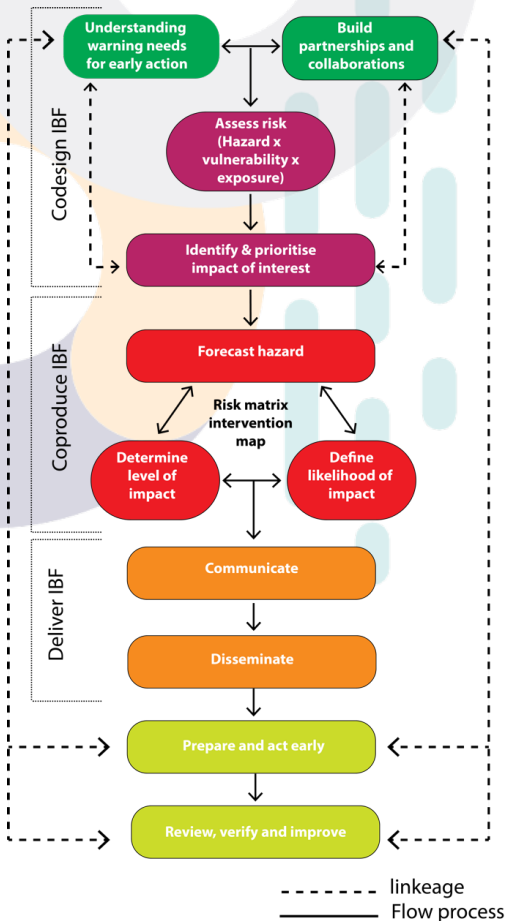 Understanding
warning needs
for early action
Build
partnerships and
collaborations
Codesign IBF
Assess risk
(Hazard x
vulnerability x
exposure)
Identify & prioritise
impact of interest
Coproduce IBF
Forecast hazard
Risk matrix
intervention
map
Determine
level of
impact
Define
likelihood of
impact
Deliver IBF
Communicate
Disseminate
Prepare and act early
Review, verify and improve
linkeage
Flow process